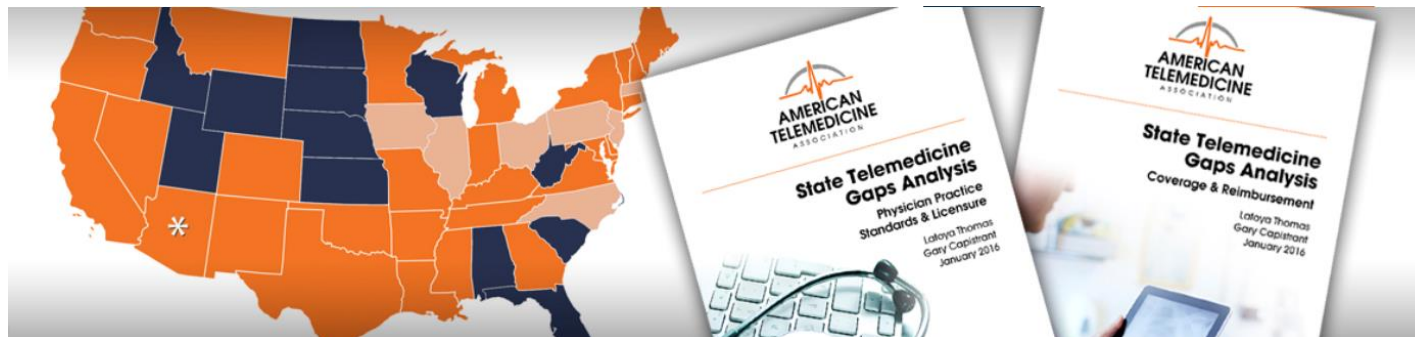 *
AMERICAN
TELEMEDICINE
ASSOCIATION
State Telemedicine
Gaps Analysis
Physician Practice
Standards & Licensure
Latoya Thomas
Gary Capistrant
January 2016
AMERICAN
TELEMEDICINE
ASSOCIATION
State Telemedicine
Gaps Analysis
Coverage & Reimbursement
Latoya Thomas
Gary Capistrant
January 2016